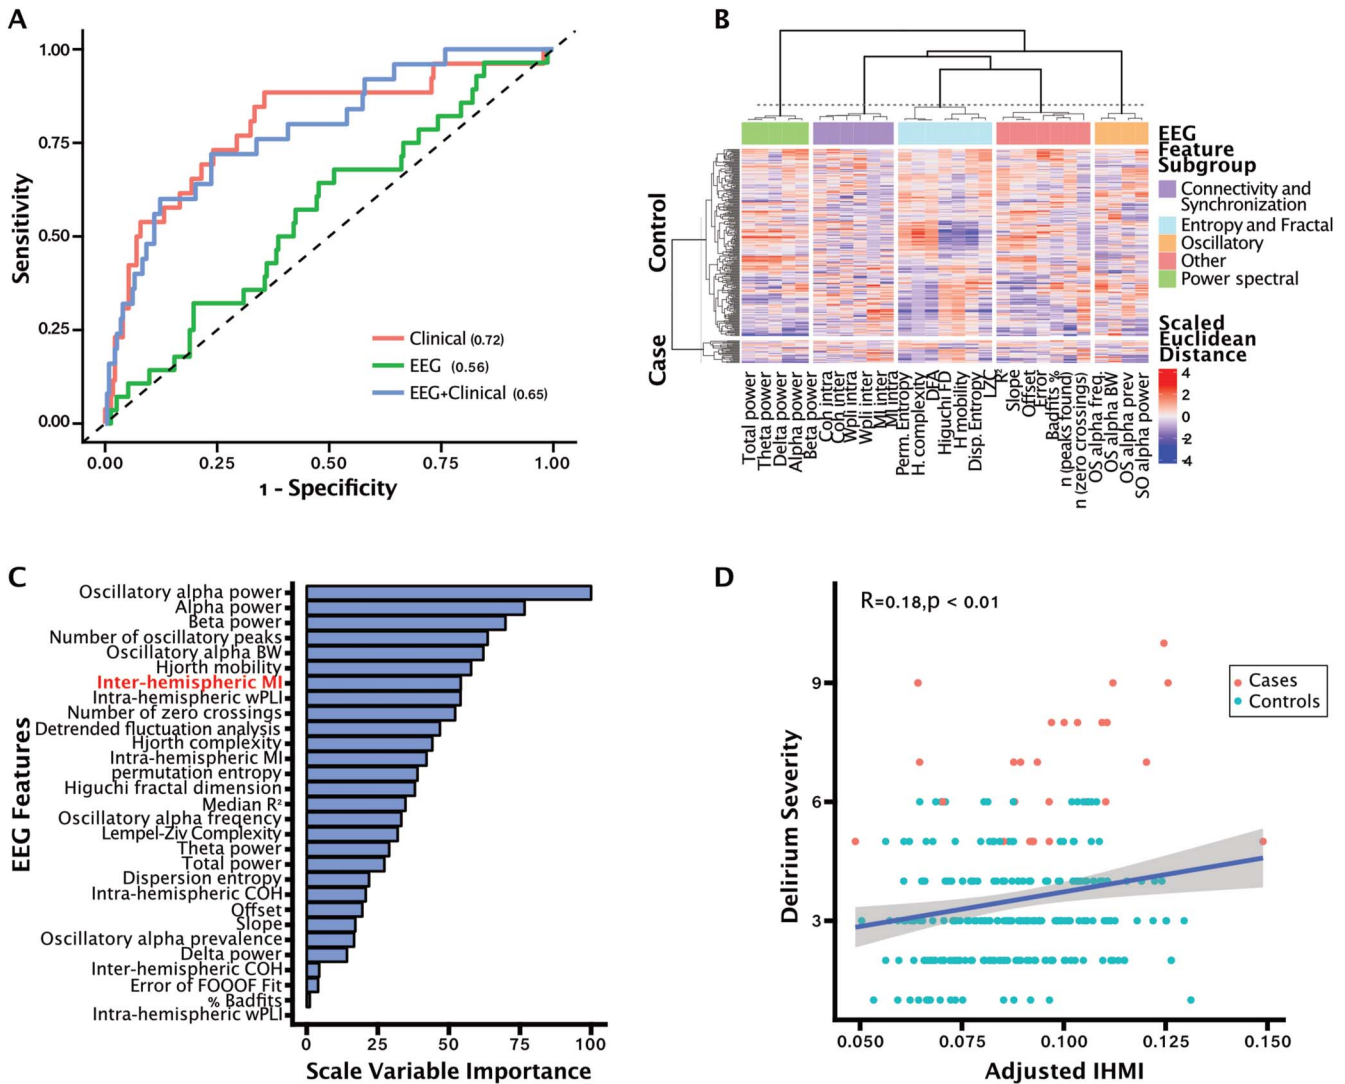 A
1.00
0.75
0.50
0.25
0.00
Sensitivity
0.00 0.25 0.50 0.75 1.00
1 - Specificity
Clinical (0.72)
EEG (0.56)
EEG+Clinical (0.65)
B
Control
Case
EEG
Feature
Subgroup
Connectivity and
Synchronization
Entropy and Fractal
Oscillatory
Other
Power spectral
Scaled
Euclidean
Distance
4
2
0
-2
-4
Total power
Theta power
Delta power
Alpha power
Beta power
Coh intra
Coh inter
Wpli intra
Wpli inter
MI inter
MI intra
Perm. Entropy
H. complexity
DFA
Higuchi FD
H mobility
Disp. Entropy
LZC
R²
Slope
Offset
Error
Badfits %
n (peaks found)
n (zero crossings)
OS alpha freq.
OS alpha BW
OS alpha prev
SO alpha power
C
EEG Features
Oscillatory alpha power
Alpha power
Beta power
Number of oscillatory peaks
Oscillatory alpha BW
Hjorth mobility
Inter-hemispheric MI
Intra-hemispheric wPLI
Number of zero crossings
Detrended fluctuation analysis
Hjorth complexity
Intra-hemispheric MI
permutation entropy
Higuchi fractal dimension
Median R²
Oscillatory alpha freqency
Lempel-Ziv Complexity
Theta power
Total power
Dispersion entropy
Intra-hemispheric COH
Offset
Slope
Oscillatory alpha prevalence
Delta power
Inter-hemispheric COH
Error of FOOOF Fit
% Badfits
Intra-hemispheric wPLI
0 25 50 75 100
Scale Variable Importance
D
R=0.18,p < 0.01
Cases
Controls
9
6
3
Delirium Severity
0.050 0.075 0.100 0.125 0.150
Adjusted IHMI